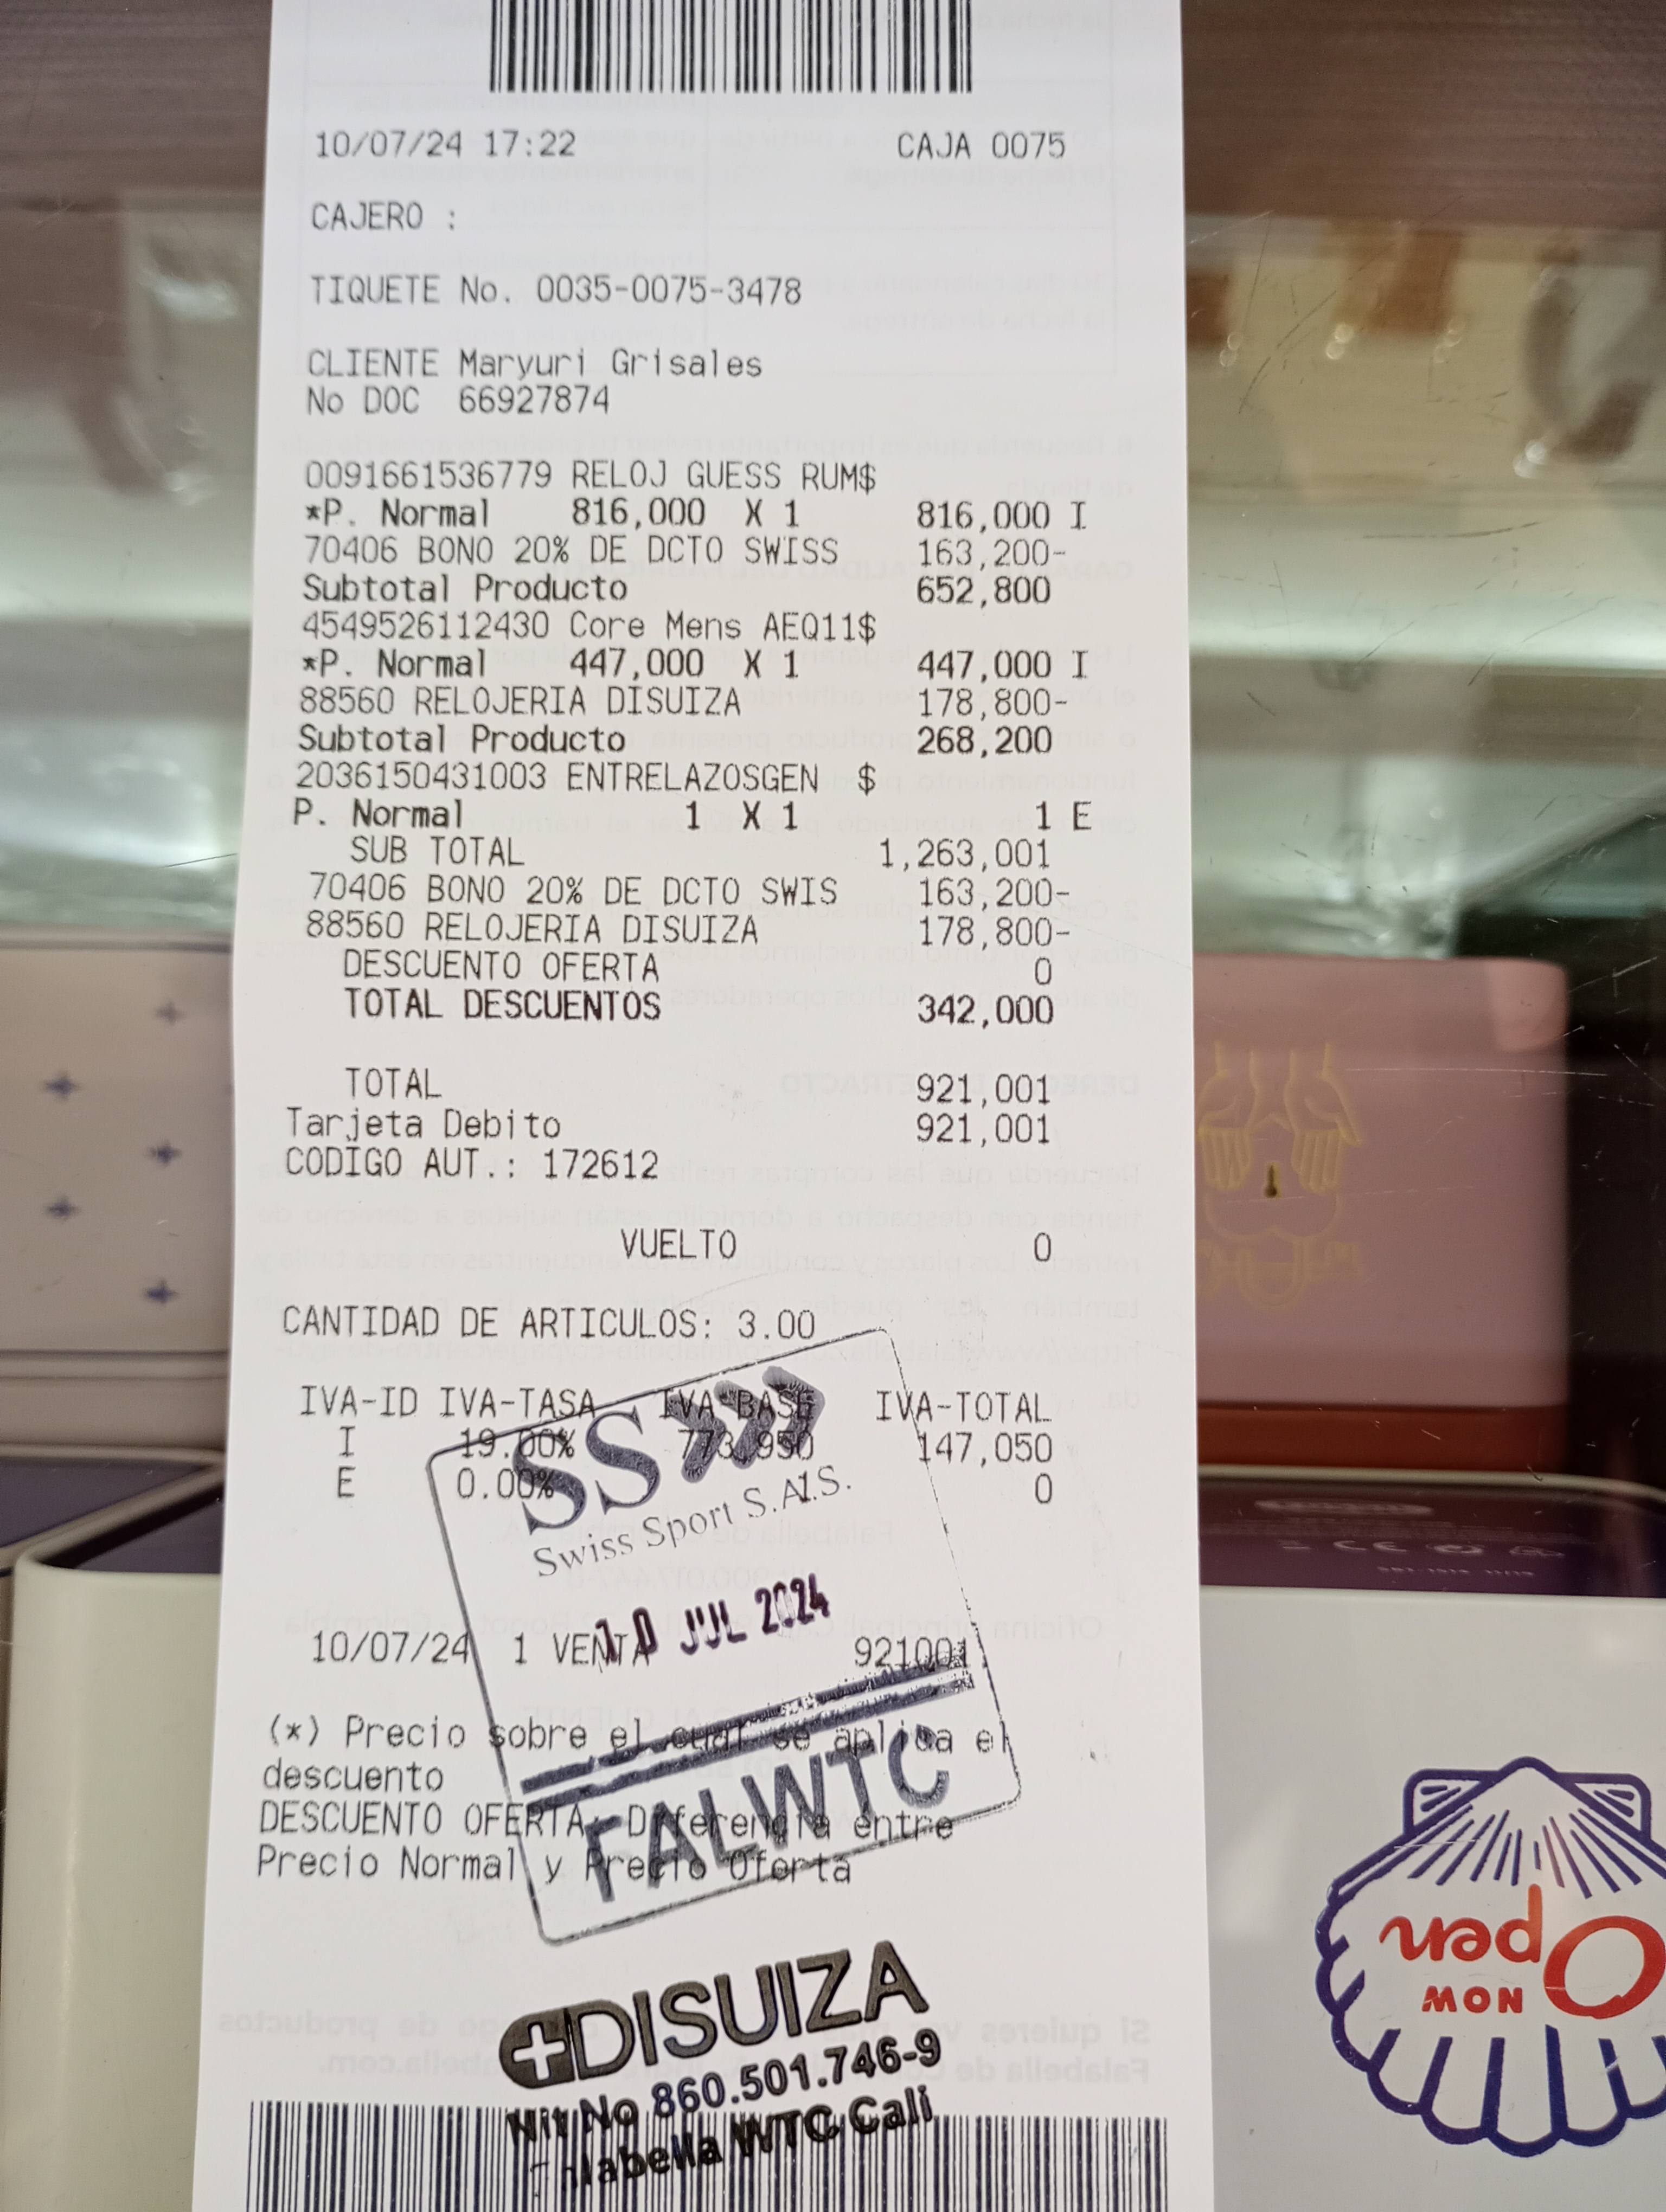 10/07/24 17:22 CAJA 0075
CAJERO :
TIQUETE No. 0035-0075-3478
CLIENTE Maryuri Grisales
No DOC 66927874
0091661536779 RELOJ GUESS RUM$
*P. Normal 816,000 X 1 816,000 I
70406 BONO 20% DE DCTO SWISS 163,200-
Subtotal Producto 652,800
4549526112430 Core Mens AEQ11$
*P. Normal 447,000 X 1 447,000 I
88560 RELOJERIA DISUIZA 178,800-
Subtotal Producto 268,200
2036150431003 ENTRELAZOSGEN $
P. Normal 1 X 1 1 E
SUB TOTAL 1,263,001
70406 BONO 20% DE DCTO SWIS 163,200-
88560 RELOJERIA DISUIZA 178,800-
DESCUENTO OFERTA 0
TOTAL DESCUENTOS 342,000
TOTAL 921,001
Tarjeta Debito 921,001
CODIGO AUT.: 172612
VUELTO 0
CANTIDAD DE ARTICULOS: 3.00
IVA-ID IVA-TASA IVA-BASE IVA-TOTAL
I 19.00% 773,950 147,050
E 0.00% 1 0
SS
Swiss Sport S.A.S.
10 JUL 2024
10/07/24 1 VENTA 921001
(*) Precio sobre el cual se aplica el
descuento
DESCUENTO OFERTA: Diferencia entre
Precio Normal y Precio Oferta
FALWTC
DISUIZA
Nit No 860.501.746-9
Falabella WTC Cali
Open
NOW